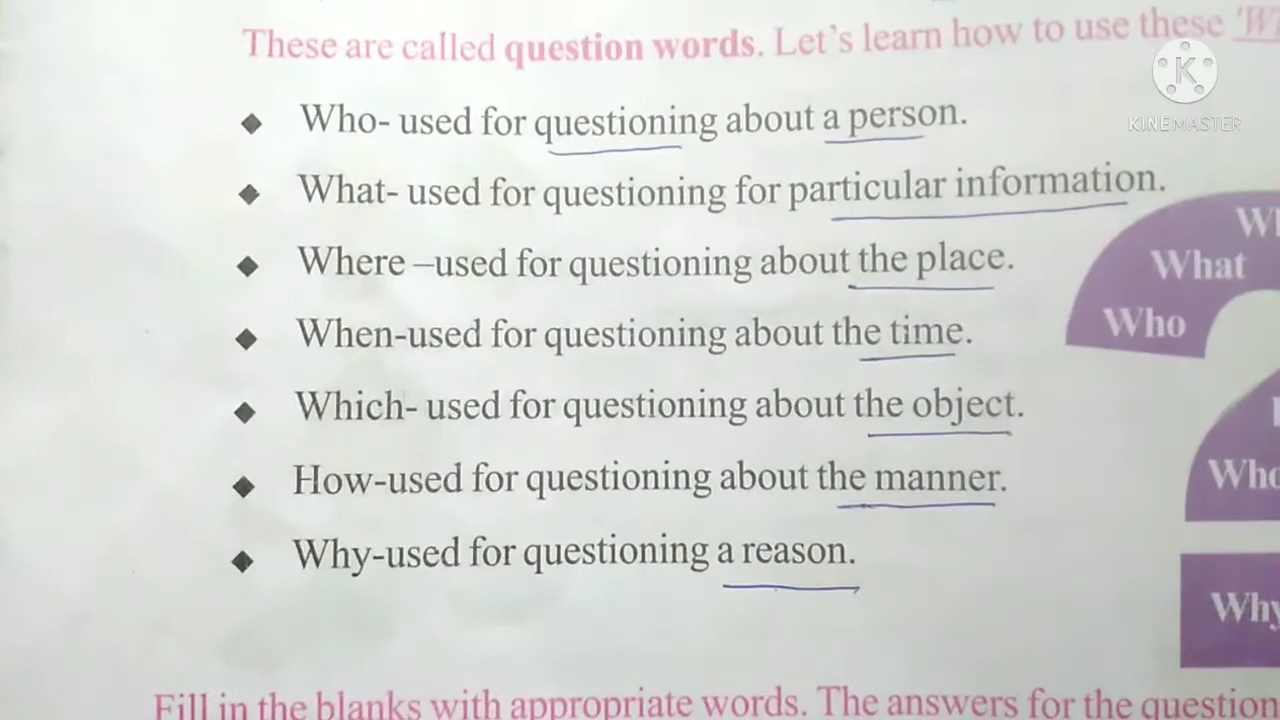 These are called question words. Let's learn how to use these 'W
K
KINEMASTER
◆ Who- used for questioning about a person.
◆ What- used for questioning for particular information.
◆ Where –used for questioning about the place.
◆ When-used for questioning about the time.
◆ Which- used for questioning about the object.
◆ How-used for questioning about the manner.
◆ Why-used for questioning a reason.
What
Who
Why
Fill in the blanks with appropriate words. The answers for the question